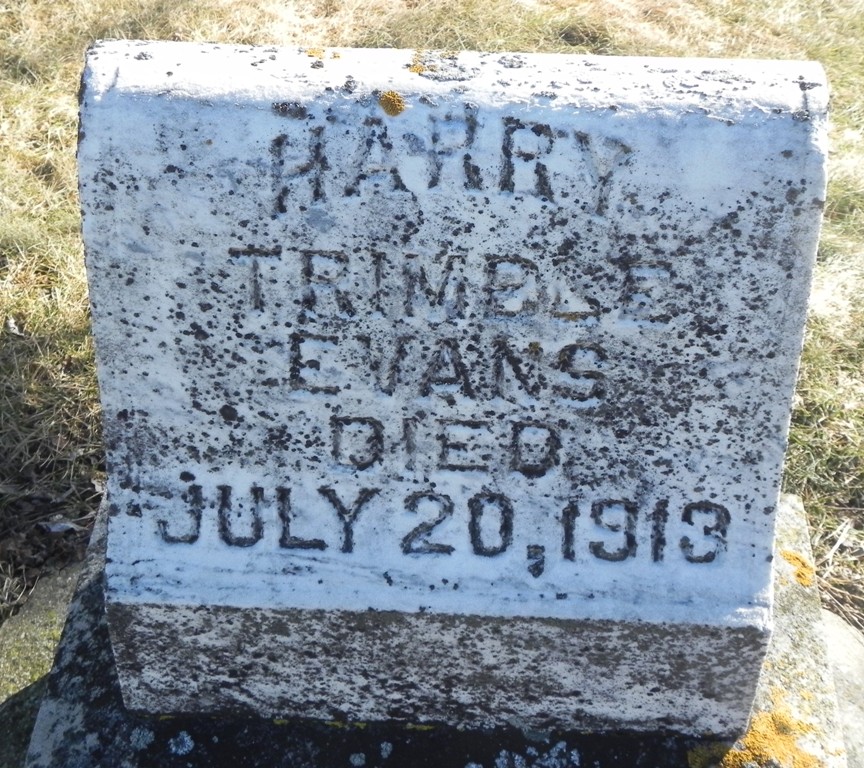 HARRY
TRIMBLE
EVANS
DIED
JULY 20, 1913